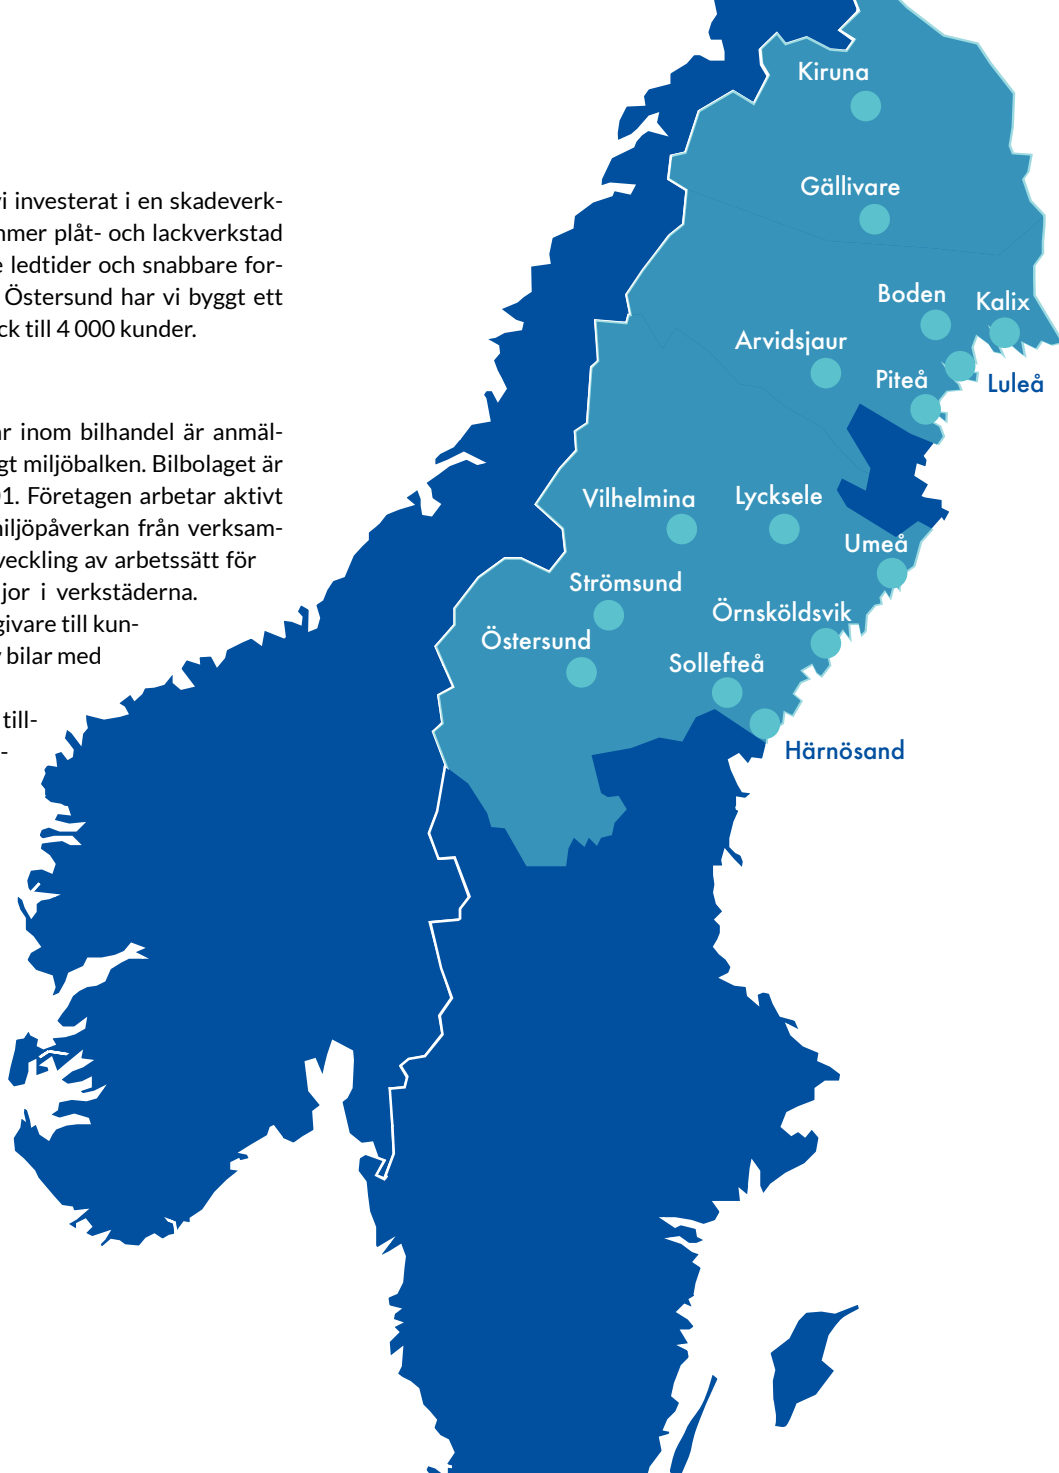 vi investerat i en skadeverk-
mmer plåt- och lackverkstad
ledtider och snabbare for-
Östersund har vi byggt ett
ck till 4 000 kunder.
r inom bilhandel är anmäl-
gt miljöbalken. Bilbolaget är
01. Företagen arbetar aktivt
miljöpåverkan från verksam-
veckling av arbetssätt för
jor i verkstäderna.
givare till kun-
bilar med
till-
-
Kiruna
Gällivare
Boden
Kalix
Arvidsjaur
Piteå
Luleå
Vilhelmina
Lycksele
Umeå
Strömsund
Örnsköldsvik
Östersund
Sollefteå
Härnösand